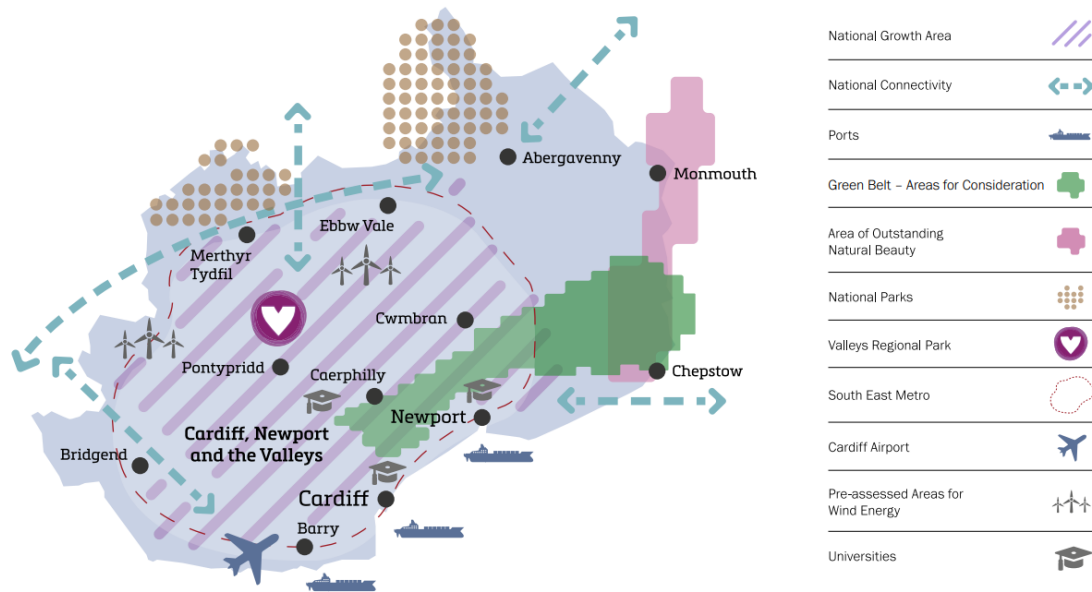 Abergavenny
Monmouth
Ebbw Vale
Merthyr
Tydfil
Cwmbran
Pontypridd
Caerphilly
Chepstow
Newport
Cardiff, Newport
and the Valleys
Bridgend
Cardiff
Barry
National Growth Area
National Connectivity
Ports
Green Belt – Areas for Consideration
Area of Outstanding
Natural Beauty
National Parks
Valleys Regional Park
South East Metro
Cardiff Airport
Pre-assessed Areas for
Wind Energy
Universities